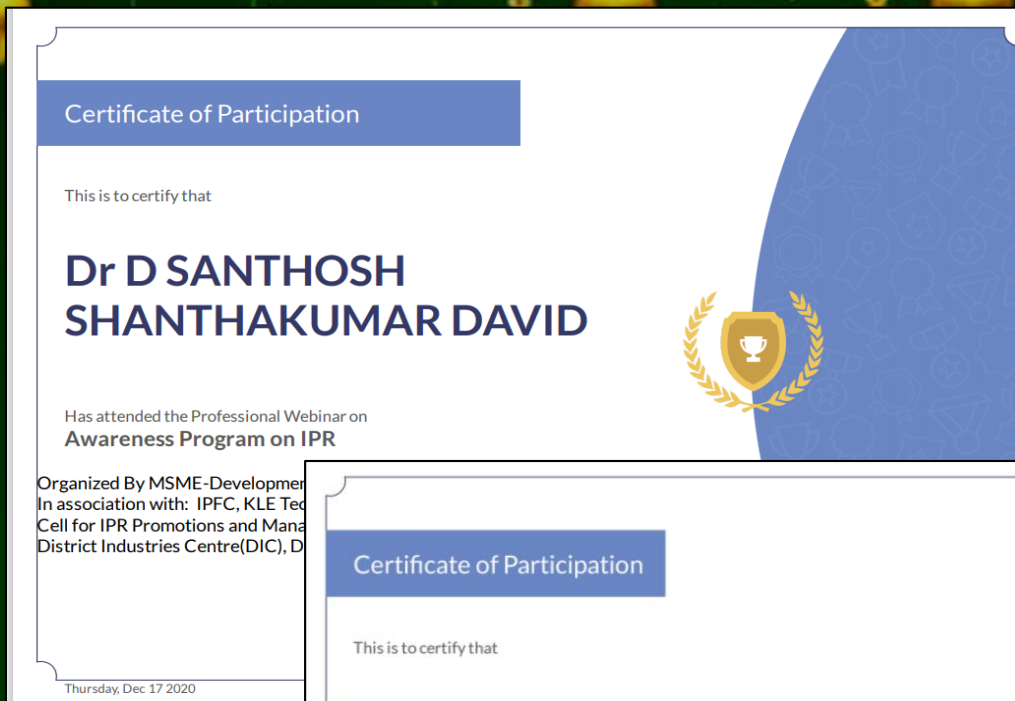 Certificate of Participation
This is to certify that
Dr D SANTHOSH
SHANTHAKUMAR DAVID
Has attended the Professional Webinar on
Awareness Program on IPR
Organized By MSME-Developmen
In association with: IPFC, KLE Tec
Cell for IPR Promotions and Mana
District Industries Centre(DIC), D
Thursday, Dec 17 2020
Certificate of Participation
This is to certify that